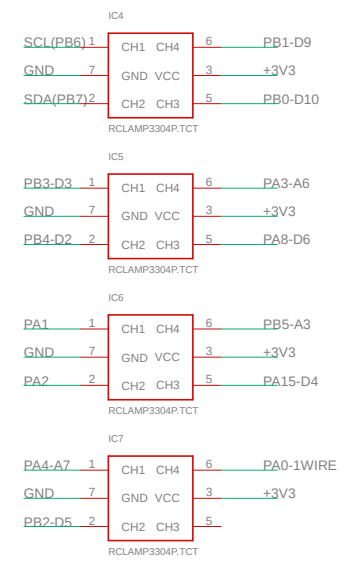 IC4
SCL(PB6) 1 CH1 CH4 6 PB1-D9
GND 7 GND VCC 3 +3V3
SDA(PB7) 2 CH2 CH3 5 PB0-D10
RCLAMP3304P.TCT
IC5
PB3-D3 1 CH1 CH4 6 PA3-A6
GND 7 GND VCC 3 +3V3
PB4-D2 2 CH2 CH3 5 PA8-D6
RCLAMP3304P.TCT
IC6
PA1 1 CH1 CH4 6 PB5-A3
GND 7 GND VCC 3 +3V3
PA2 2 CH2 CH3 5 PA15-D4
RCLAMP3304P.TCT
IC7
PA4-A7 1 CH1 CH4 6 PA0-1WIRE
GND 7 GND VCC 3 +3V3
PB2-D5 2 CH2 CH3 5
RCLAMP3304P.TCT